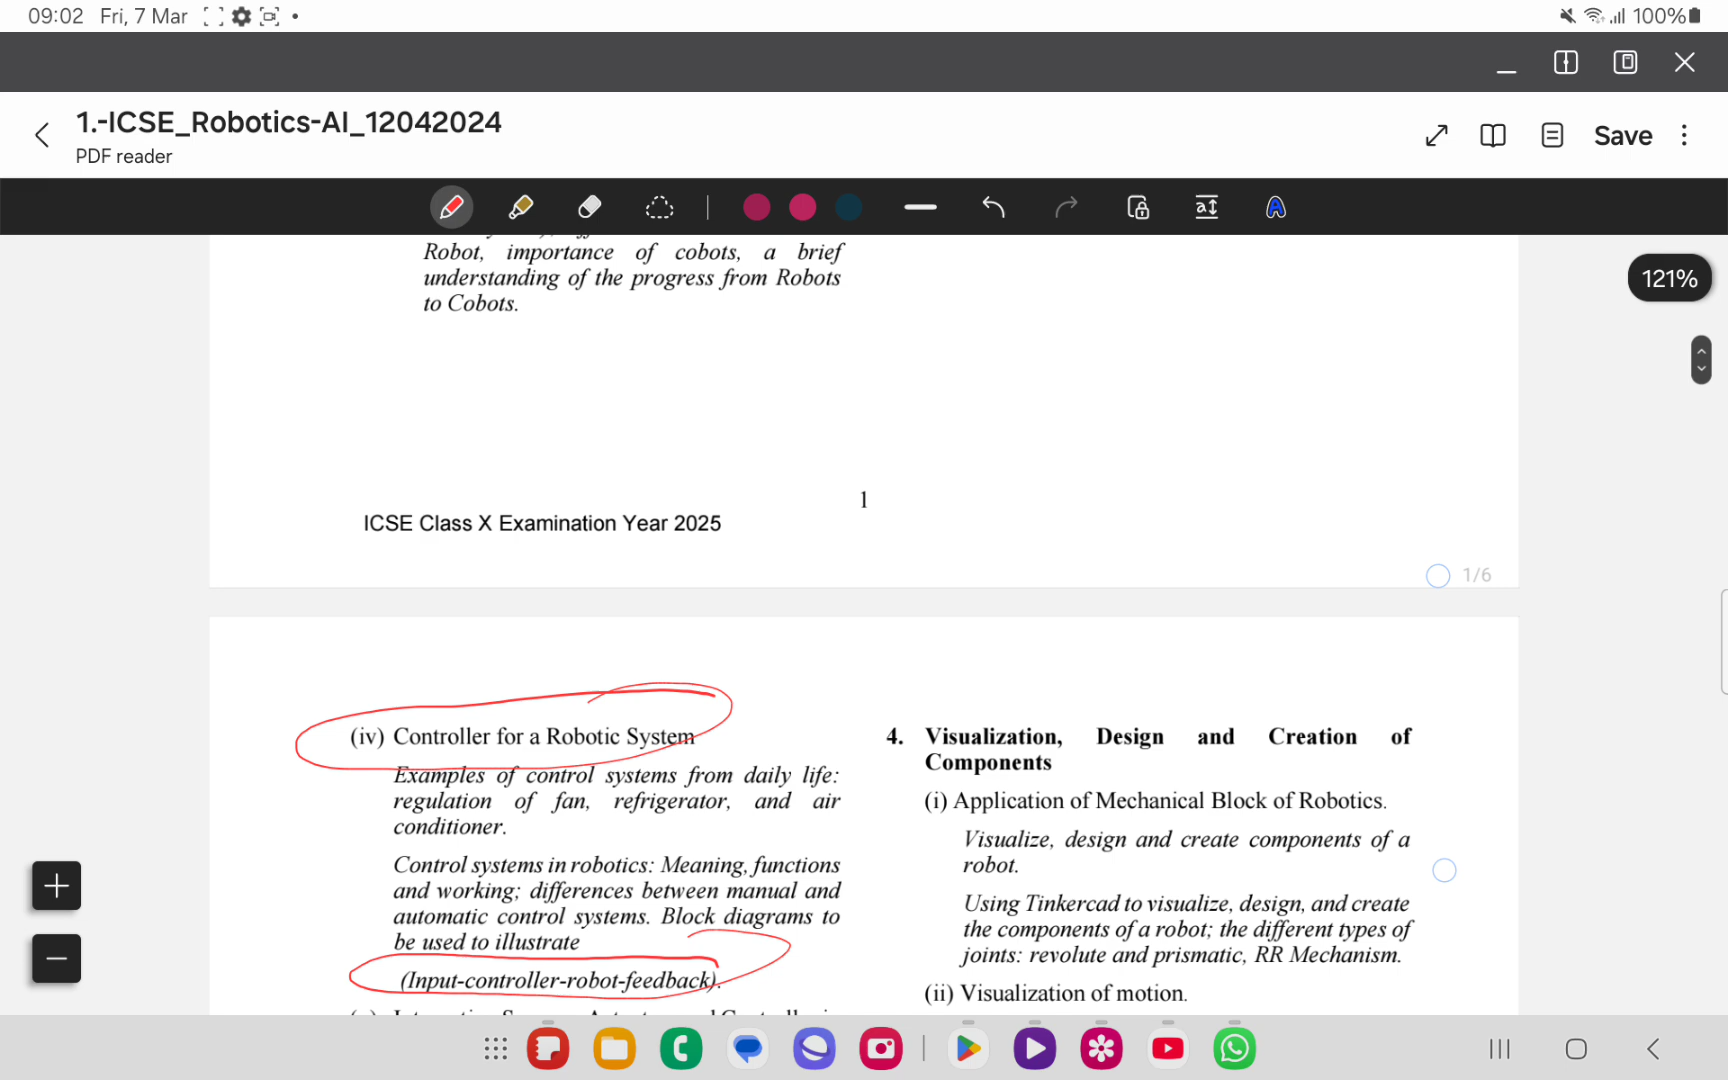 09:02 Fri, 7 Mar
100%
1.-ICSE_Robotics-AI_12042024
PDF reader
Save
Robot, importance of cobots, a brief
understanding of the progress from Robots
to Cobots.
121%
1
ICSE Class X Examination Year 2025
1/6
(iv) Controller for a Robotic System
Examples of control systems from daily life:
regulation of fan, refrigerator, and air
conditioner.
Control systems in robotics: Meaning, functions
and working; differences between manual and
automatic control systems. Block diagrams to
be used to illustrate
(Input-controller-robot-feedback).
4. Visualization, Design and Creation of
Components
(i) Application of Mechanical Block of Robotics.
Visualize, design and create components of a
robot.
Using Tinkercad to visualize, design, and create
the components of a robot; the different types of
joints: revolute and prismatic, RR Mechanism.
(ii) Visualization of motion.